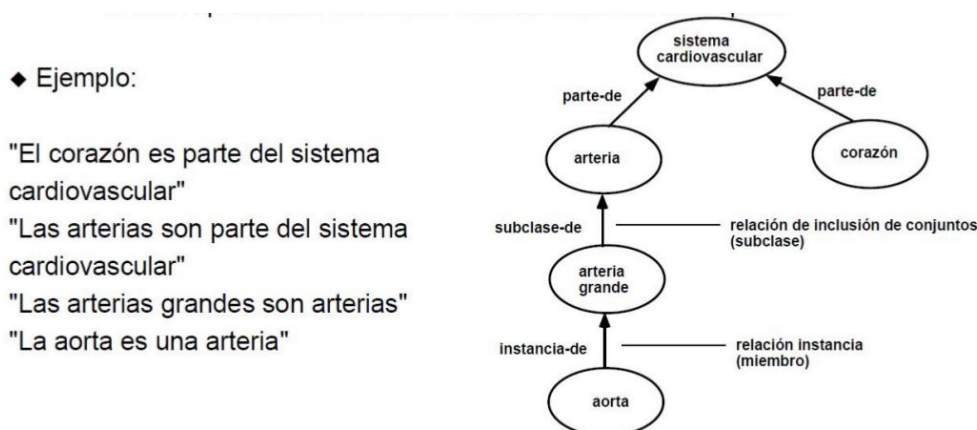 ◆ Ejemplo:
"El corazón es parte del sistema
cardiovascular"
"Las arterias son parte del sistema
cardiovascular"
"Las arterias grandes son arterias"
"La aorta es una arteria"
sistema
cardiovascular
parte-de
parte-de
arteria
corazón
subclase-de
relación de inclusión de conjuntos
(subclase)
arteria
grande
instancia-de
relación instancia
(miembro)
aorta